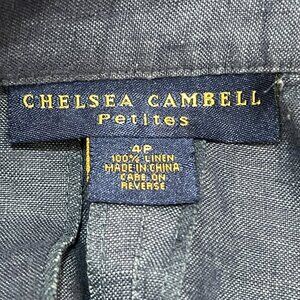 CHELSEA CAMBELL
Petites
4P
100% LINEN
MADE IN CHINA
CARE ON
REVERSE